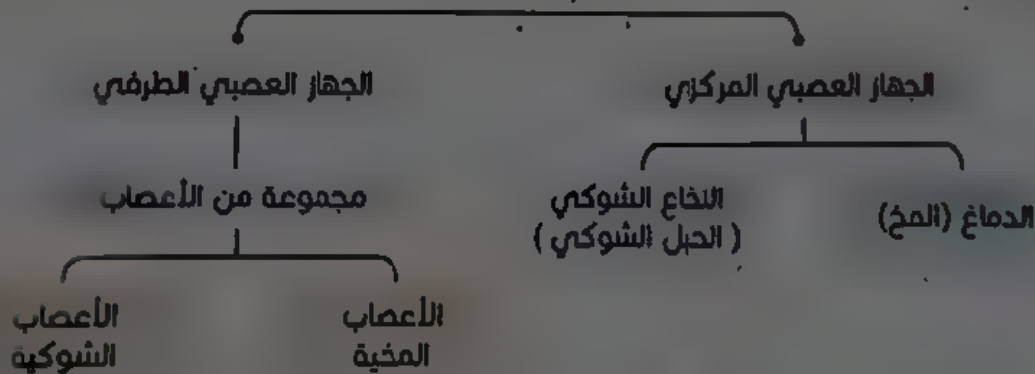 الجهاز العصبي المركزي
الجهاز العصبي الطرفي
الدماغ (المخ)
النخاع الشوكي
( الحبل الشوكي )
مجموعة من الأعصاب
الأعصاب
المخية
الأعصاب
الشوكية